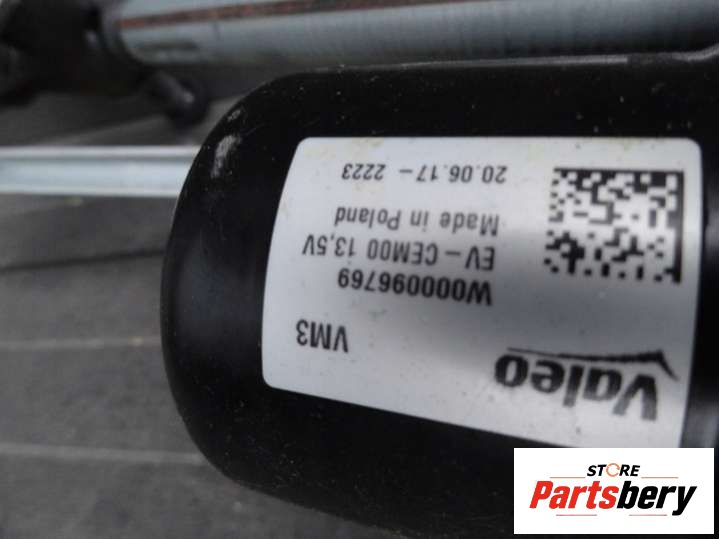 Valeo
VM3
W000096769
EV-CEM00 13,5V
Made in Poland
20.06.17-2223
STORE
Partsbery